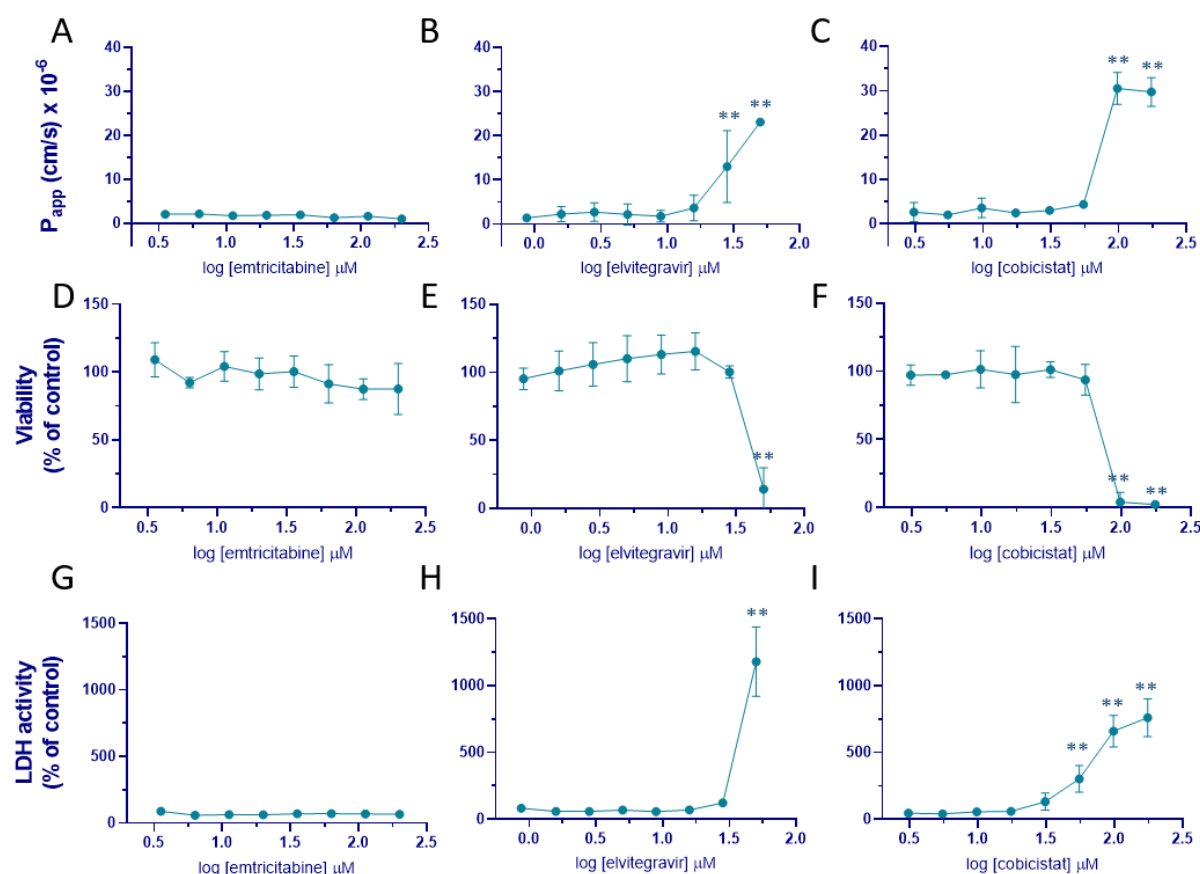 A
B
C
P_app (cm/s) x 10^-6
40
30
20
10
0
0.5 1.0 1.5 2.0 2.5
log [emtricitabine] µM
40
30
20
10
0
0.0 0.5 1.0 1.5 2.0
log [elvitegravir] µM
** **
40
30
20
10
0
0.5 1.0 1.5 2.0 2.5
log [cobicistat] µM
** **
D
E
F
Viability
(% of control)
150
100
50
0
0.5 1.0 1.5 2.0 2.5
log [emtricitabine] µM
150
100
50
0
0.0 0.5 1.0 1.5 2.0
log [elvitegravir] µM
**
150
100
50
0
0.5 1.0 1.5 2.0 2.5
log [cobicistat] µM
** **
G
H
I
LDH activity
(% of control)
1500
1000
500
0
0.5 1.0 1.5 2.0 2.5
log [emtricitabine] µM
1500
1000
500
0
0.0 0.5 1.0 1.5 2.0
log [elvitegravir] µM
**
1500
1000
500
0
0.5 1.0 1.5 2.0 2.5
log [cobicistat] µM
** ** **